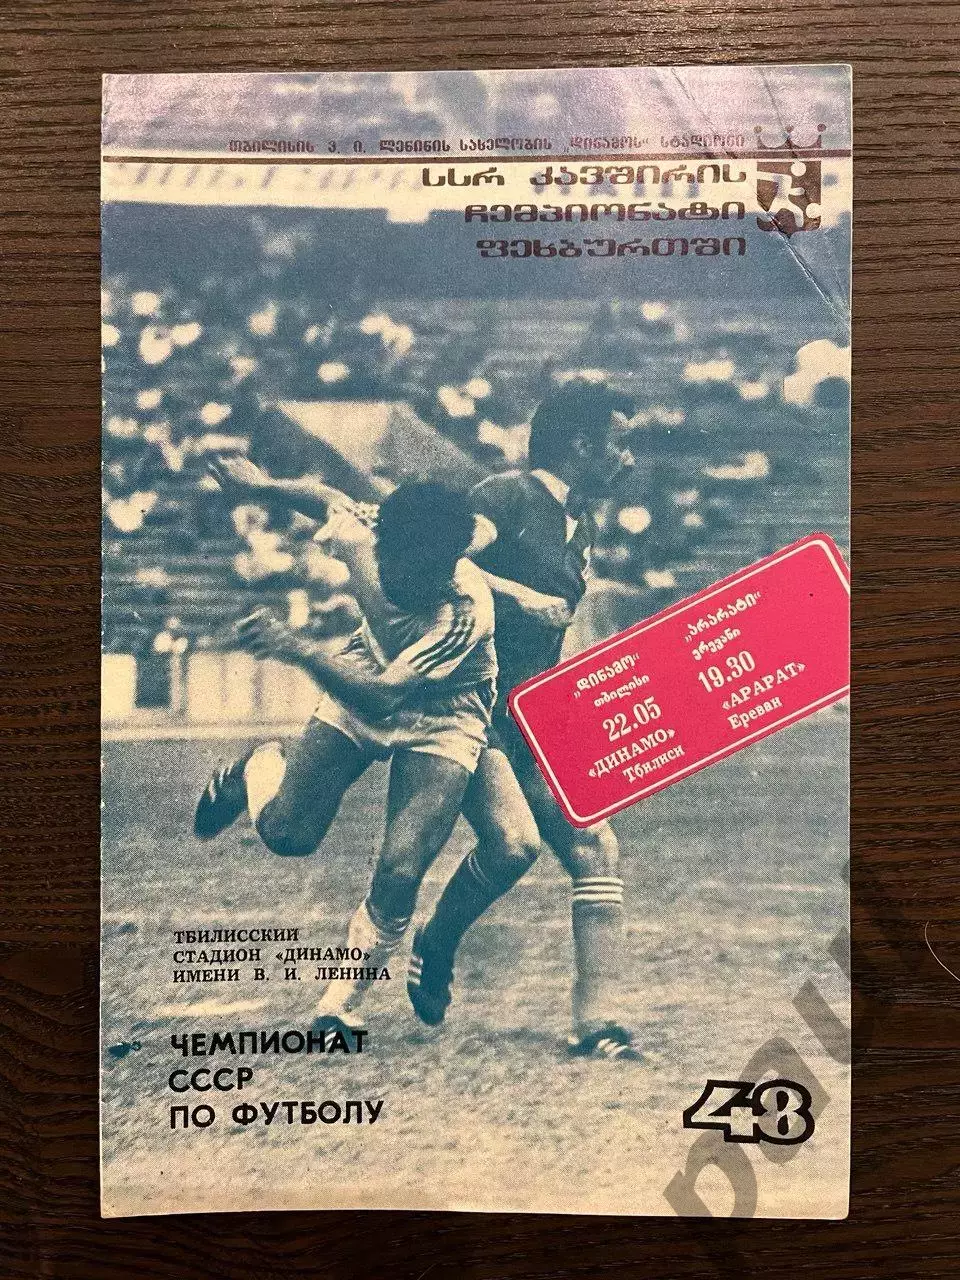 თბილისის ვ. ი. ლენინის სახელობის „დინამოს“ სტადიონი
სსრ კავშირის
ჩემპიონატი
ფეხბურთში
„დინამო“
თბილისი
22.05
«ДИНАМО»
Тбилиси
„არარატი“
ერევანი
19.30
«АРАРАТ»
Ереван
ТБИЛИССКИЙ
СТАДИОН «ДИНАМО»
ИМЕНИ В. И. ЛЕНИНА
ЧЕМПИОНАТ
СССР
ПО ФУТБОЛУ
48